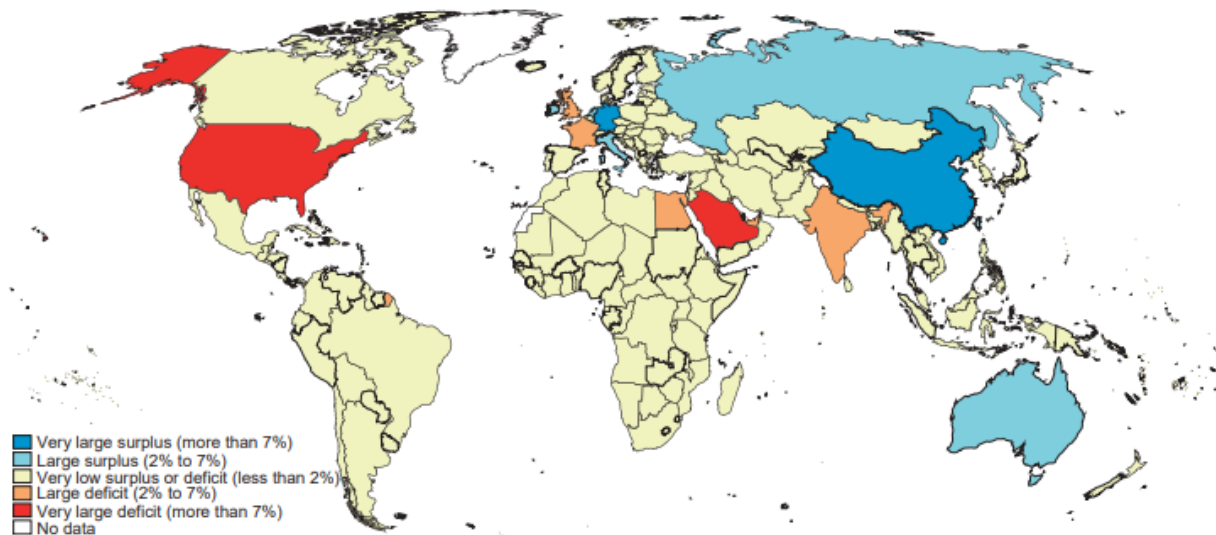 Very large surplus (more than 7%)
Large surplus (2% to 7%)
Very low surplus or deficit (less than 2%)
Large deficit (2% to 7%)
Very large deficit (more than 7%)
No data